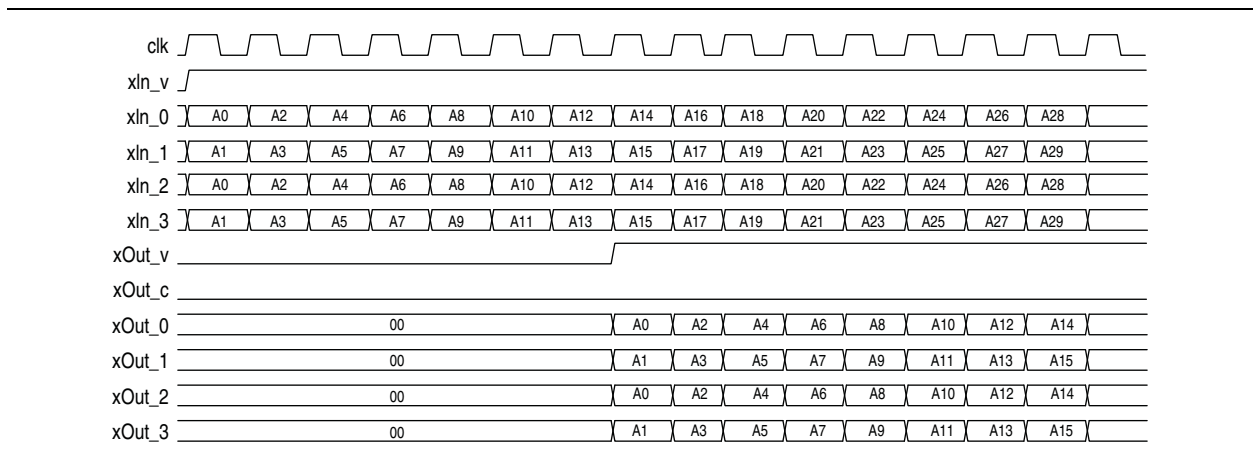 clk
xIn_v
xIn_0 A0 A2 A4 A6 A8 A10 A12 A14 A16 A18 A20 A22 A24 A26 A28
xIn_1 A1 A3 A5 A7 A9 A11 A13 A15 A17 A19 A21 A23 A25 A27 A29
xIn_2 A0 A2 A4 A6 A8 A10 A12 A14 A16 A18 A20 A22 A24 A26 A28
xIn_3 A1 A3 A5 A7 A9 A11 A13 A15 A17 A19 A21 A23 A25 A27 A29
xOut_v
xOut_c
xOut_0 00 A0 A2 A4 A6 A8 A10 A12 A14
xOut_1 00 A1 A3 A5 A7 A9 A11 A13 A15
xOut_2 00 A0 A2 A4 A6 A8 A10 A12 A14
xOut_3 00 A1 A3 A5 A7 A9 A11 A13 A15